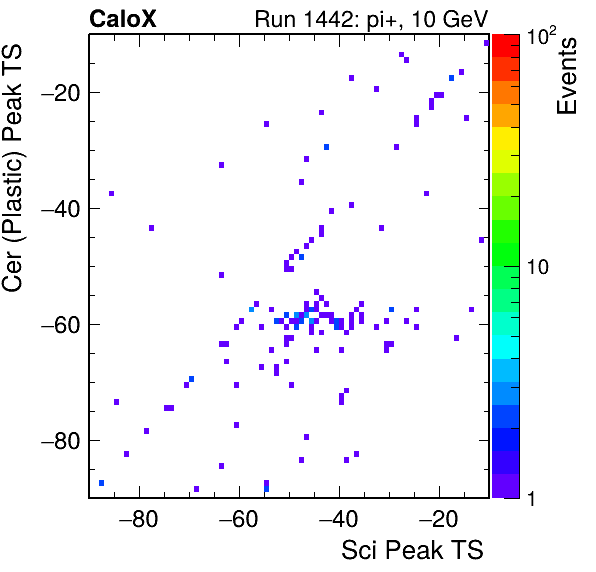 CaloX Run 1442: pi+, 10 GeV
Cer (Plastic) Peak TS
−20
−40
−60
−80
−80 −60 −40 −20
Sci Peak TS
10²
10
1
Events